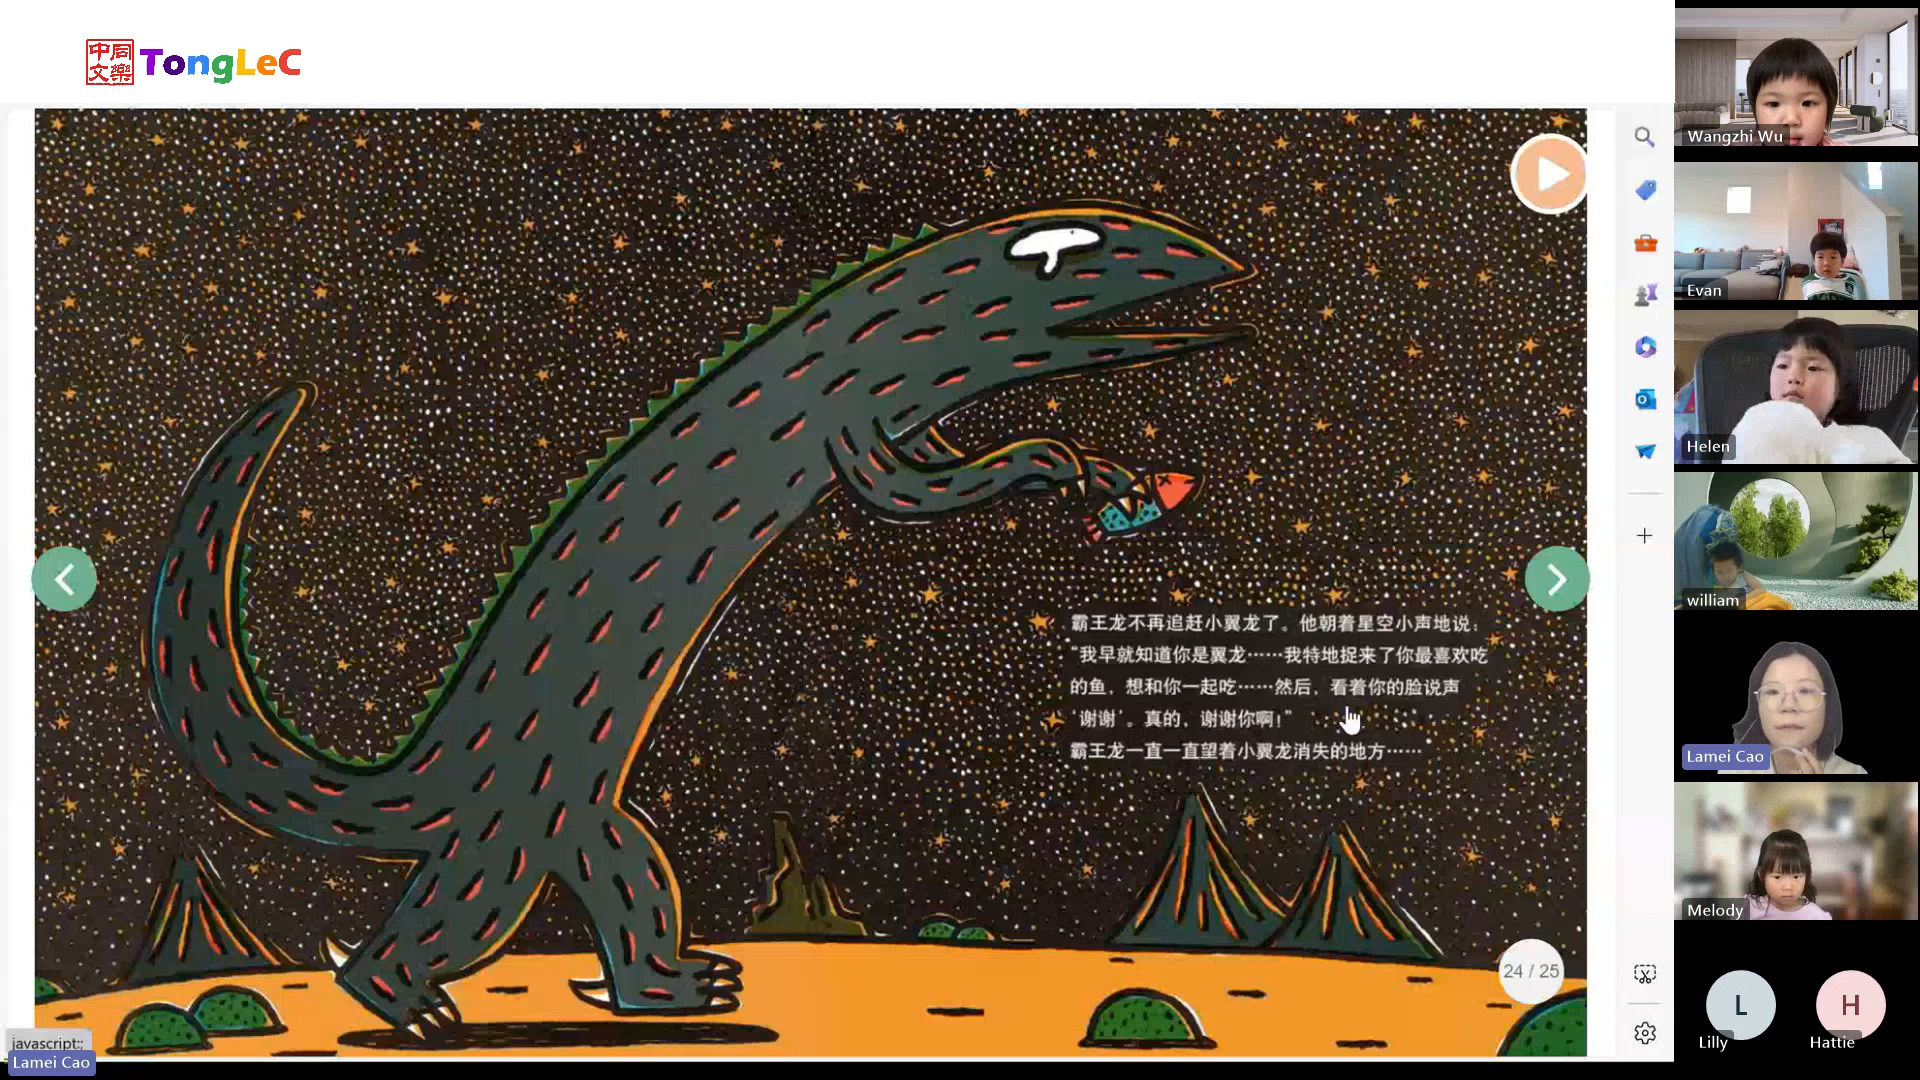 中同
文樂
TongLeC
霸王龙不再追赶小翼龙了。他朝着星空小声地说：
“我早就知道你是翼龙……我特地捉来了你最喜欢吃
的鱼，想和你一起吃……然后，看着你的脸说声
‘谢谢’。真的，谢谢你啊！”
霸王龙一直一直望着小翼龙消失的地方……
24 / 25
javascript:;
Lamei Cao
Wangzhi Wu
Evan
Helen
william
Lamei Cao
Melody
L
Lilly
H
Hattie